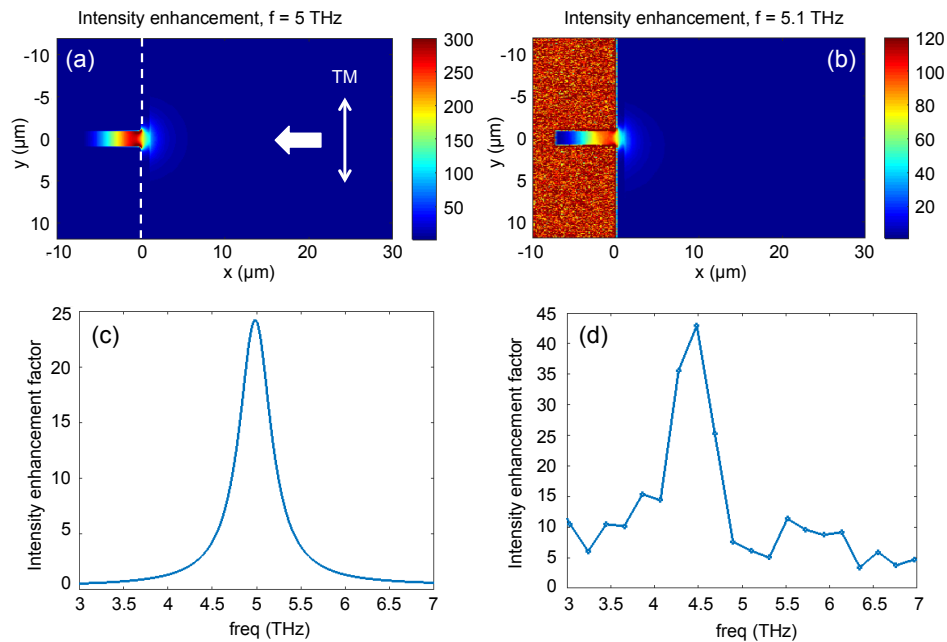 Intensity enhancement, f = 5 THz
(a)
TM
-10
-5
0
5
10
y (µm)
-10 0 10 20 30
x (µm)
300
250
200
150
100
50
Intensity enhancement, f = 5.1 THz
(b)
-10
-5
0
5
10
y (µm)
-10 0 10 20 30
x (µm)
120
100
80
60
40
20
(c)
25
20
15
10
5
0
Intensity enhancement factor
3 3.5 4 4.5 5 5.5 6 6.5 7
freq (THz)
(d)
45
40
35
30
25
20
15
10
5
0
Intensity enhancement factor
3 3.5 4 4.5 5 5.5 6 6.5 7
freq (THz)